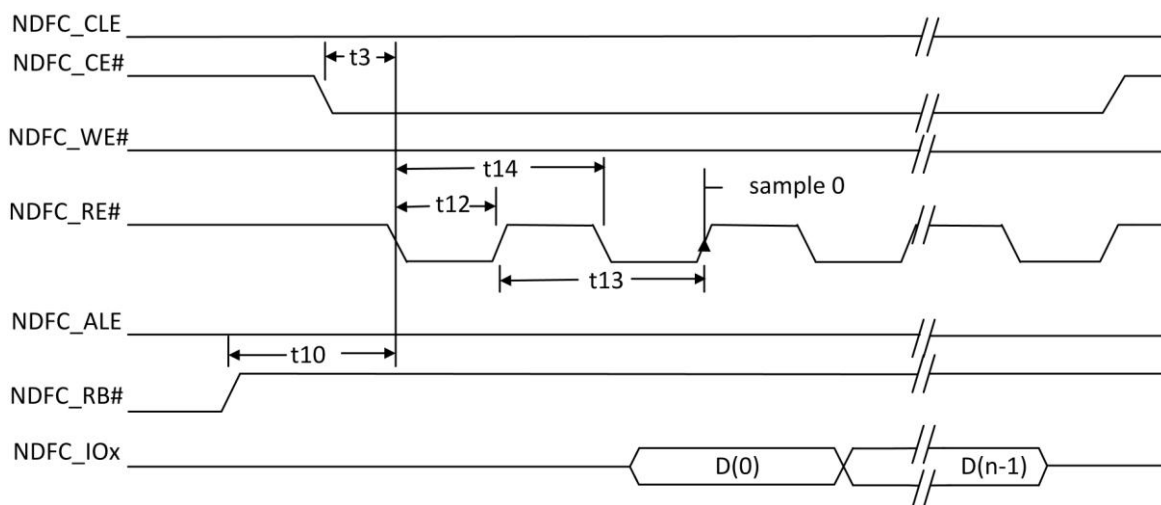 NDFC_CLE
t3
NDFC_CE#
NDFC_WE#
t14
sample 0
t12
NDFC_RE#
t13
NDFC_ALE
t10
NDFC_RB#
NDFC_IOx
D(0) D(n-1)